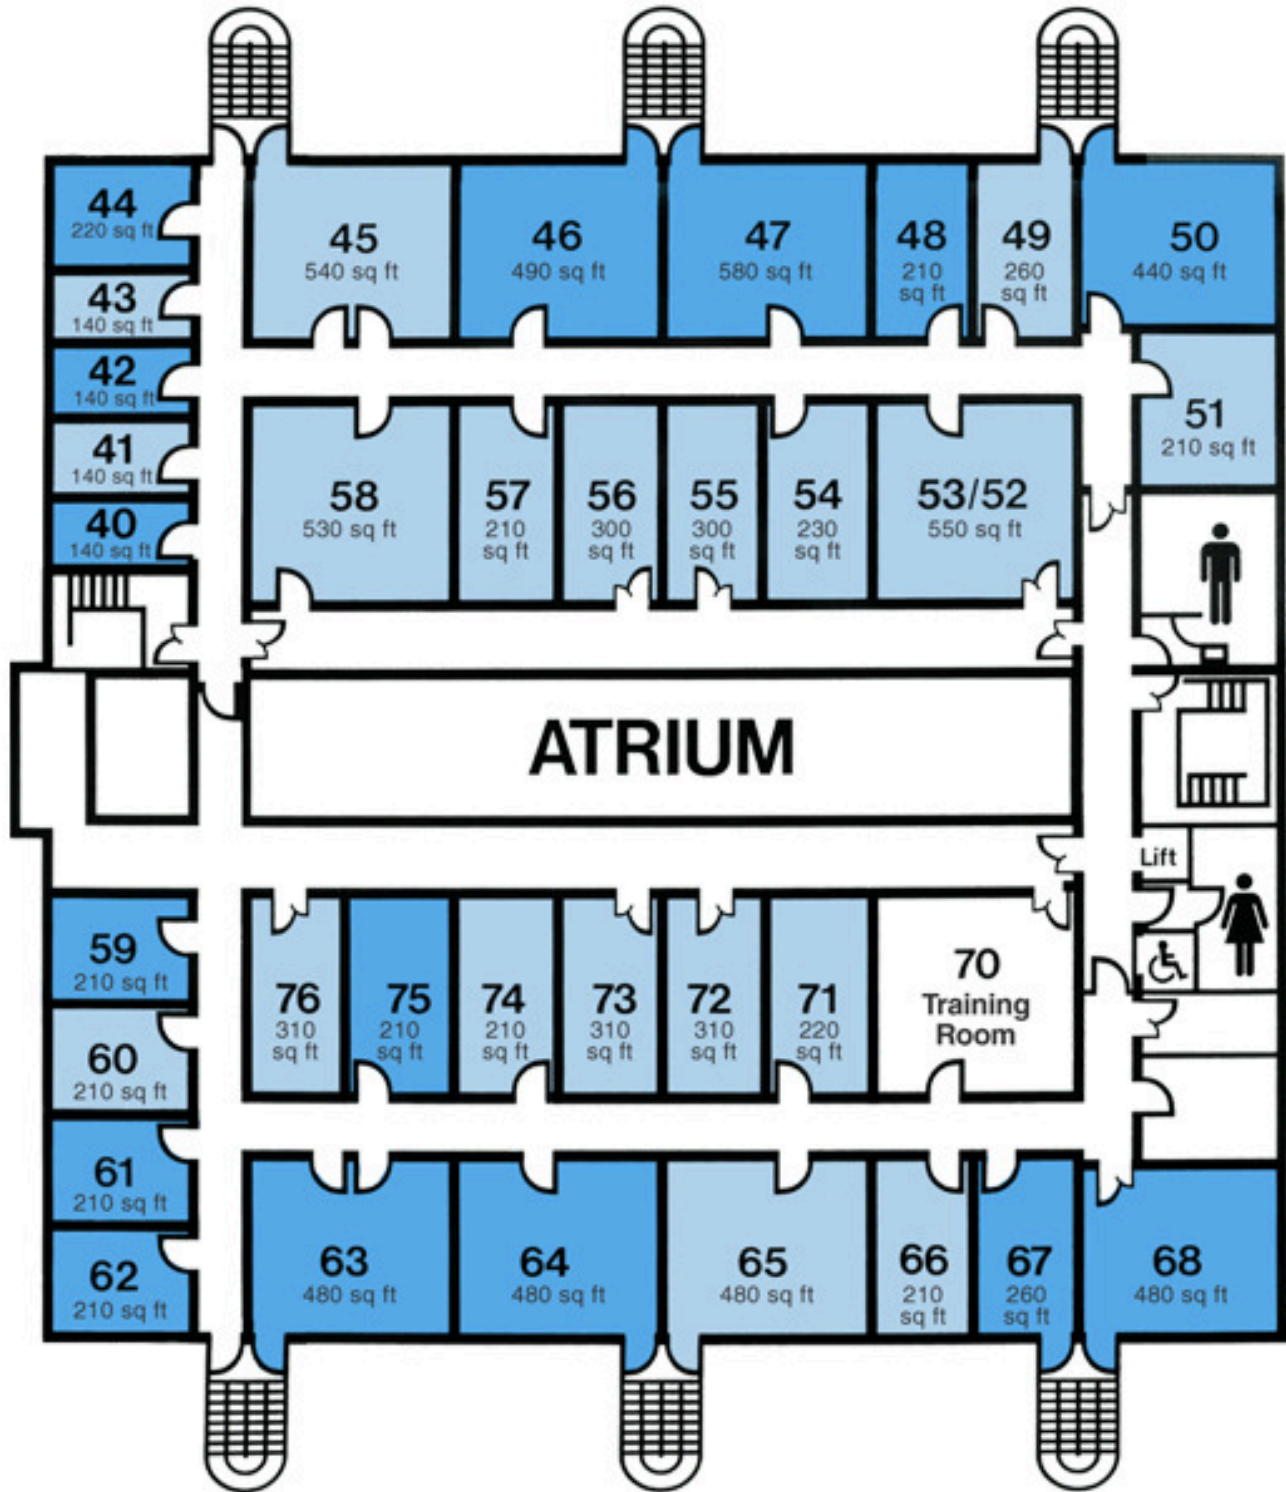 44
220 sq ft
43
140 sq ft
42
140 sq ft
41
140 sq ft
40
140 sq ft
45
540 sq ft
46
490 sq ft
47
580 sq ft
48
210
sq ft
49
260
sq ft
50
440 sq ft
51
210 sq ft
58
530 sq ft
57
210
sq ft
56
300
sq ft
55
300
sq ft
54
230
sq ft
53/52
550 sq ft
ATRIUM
Lift
59
210 sq ft
60
210 sq ft
61
210 sq ft
62
210 sq ft
76
310
sq ft
75
210
sq ft
74
210
sq ft
73
310
sq ft
72
310
sq ft
71
220
sq ft
70
Training
Room
63
480 sq ft
64
480 sq ft
65
480 sq ft
66
210
sq ft
67
260
sq ft
68
480 sq ft